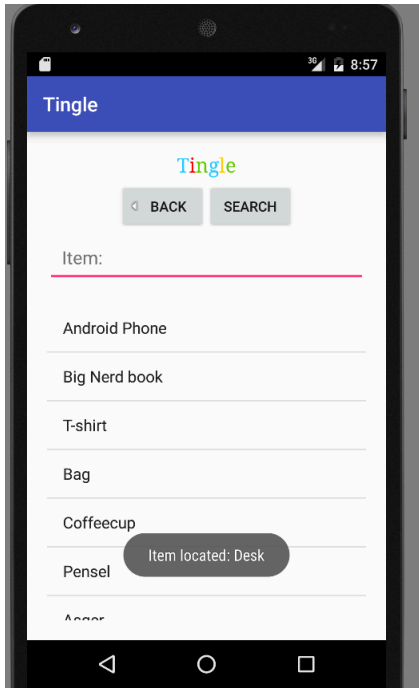 3G 8:57
Tingle
Tingle
BACK SEARCH
Item:
Android Phone
Big Nerd book
T-shirt
Bag
Coffeecup
Item located: Desk
Pensel